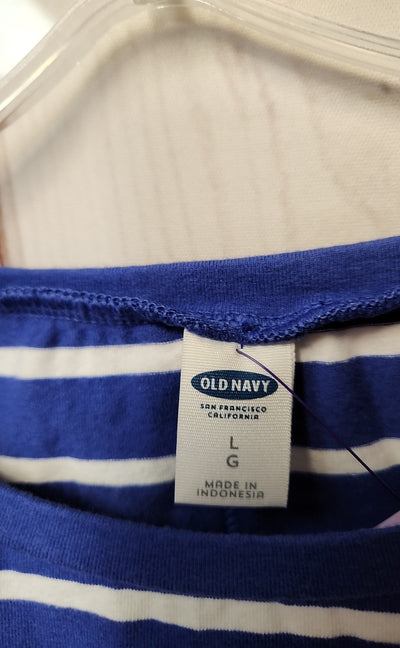 OLD NAVY
SAN FRANCISCO
CALIFORNIA
L
G
MADE IN
INDONESIA